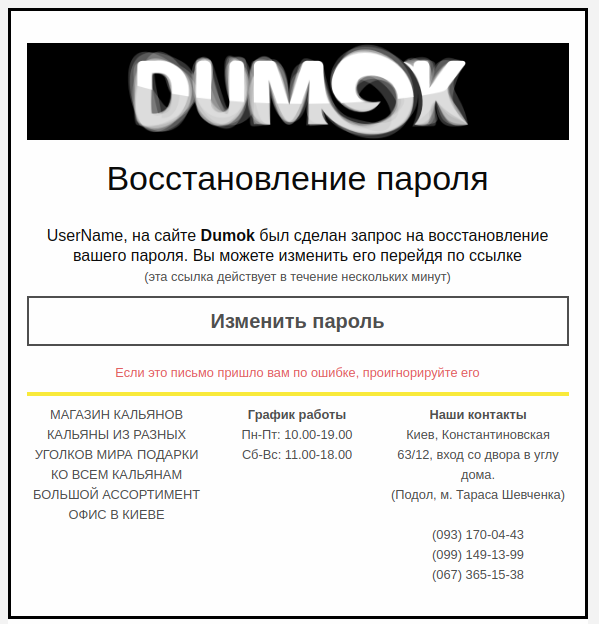 DUMOK
Восстановление пароля
UserName, на сайте Dumok был сделан запрос на восстановление
вашего пароля. Вы можете изменить его перейдя по ссылке
(эта ссылка действует в течение нескольких минут)
Изменить пароль
Если это письмо пришло вам по ошибке, проигнорируйте его
МАГАЗИН КАЛЬЯНОВ
КАЛЬЯНЫ ИЗ РАЗНЫХ
УГОЛКОВ МИРА ПОДАРКИ
КО ВСЕМ КАЛЬЯНАМ
БОЛЬШОЙ АССОРТИМЕНТ
ОФИС В КИЕВЕ
График работы
Пн-Пт: 10.00-19.00
Сб-Вс: 11.00-18.00
Наши контакты
Киев, Константиновская
63/12, вход со двора в углу
дома.
(Подол, м. Тараса Шевченка)
(093) 170-04-43
(099) 149-13-99
(067) 365-15-38